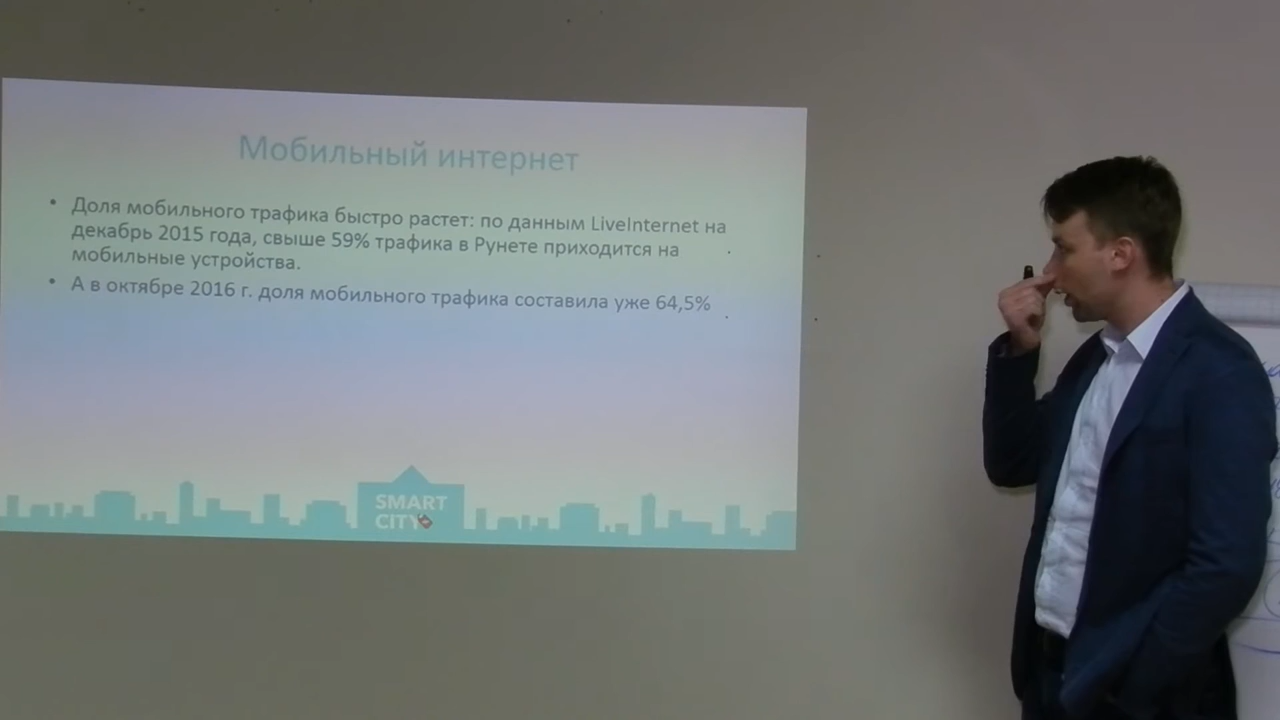 Мобильный интернет
• Доля мобильного трафика быстро растет: по данным LiveInternet на
декабрь 2015 года, свыше 59% трафика в Рунете приходится на
мобильные устройства.
• А в октябре 2016 г. доля мобильного трафика составила уже 64,5%
SMART
CITY